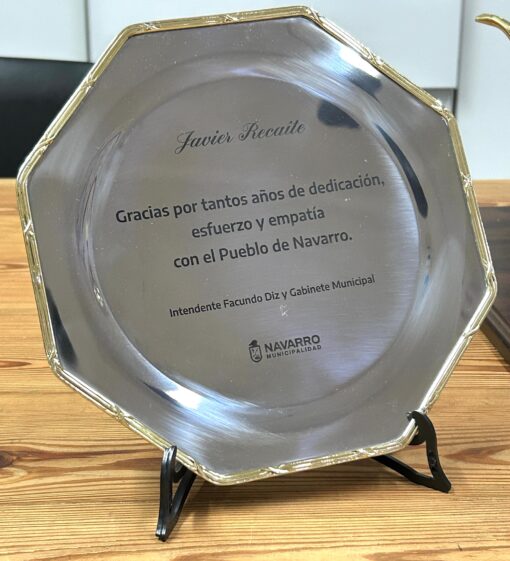 Javier Recaite
Gracias por tantos años de dedicación,
esfuerzo y empatía
con el Pueblo de Navarro.
Intendente Facundo Diz y Gabinete Municipal
NAVARRO
MUNICIPALIDAD